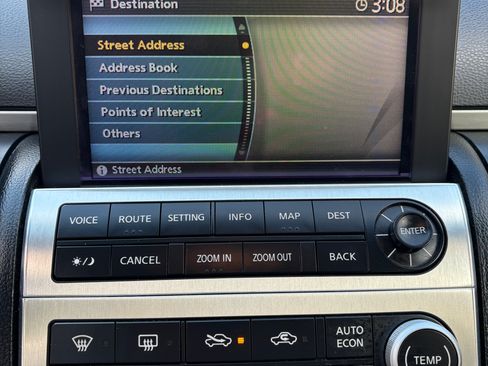 Destination 3:08
Street Address
Address Book
Previous Destinations
Points of Interest
Others
Street Address
VOICE ROUTE SETTING INFO MAP DEST
ENTER
CANCEL ZOOM IN ZOOM OUT BACK
AUTO
ECON
TEMP